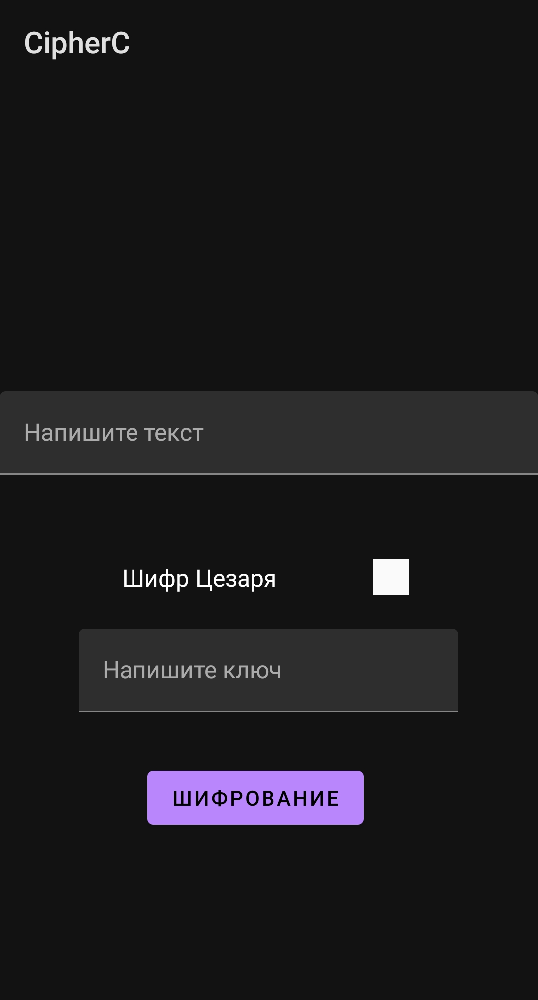 CipherC
Напишите текст
Шифр Цезаря
Напишите ключ
ШИФРОВАНИЕ